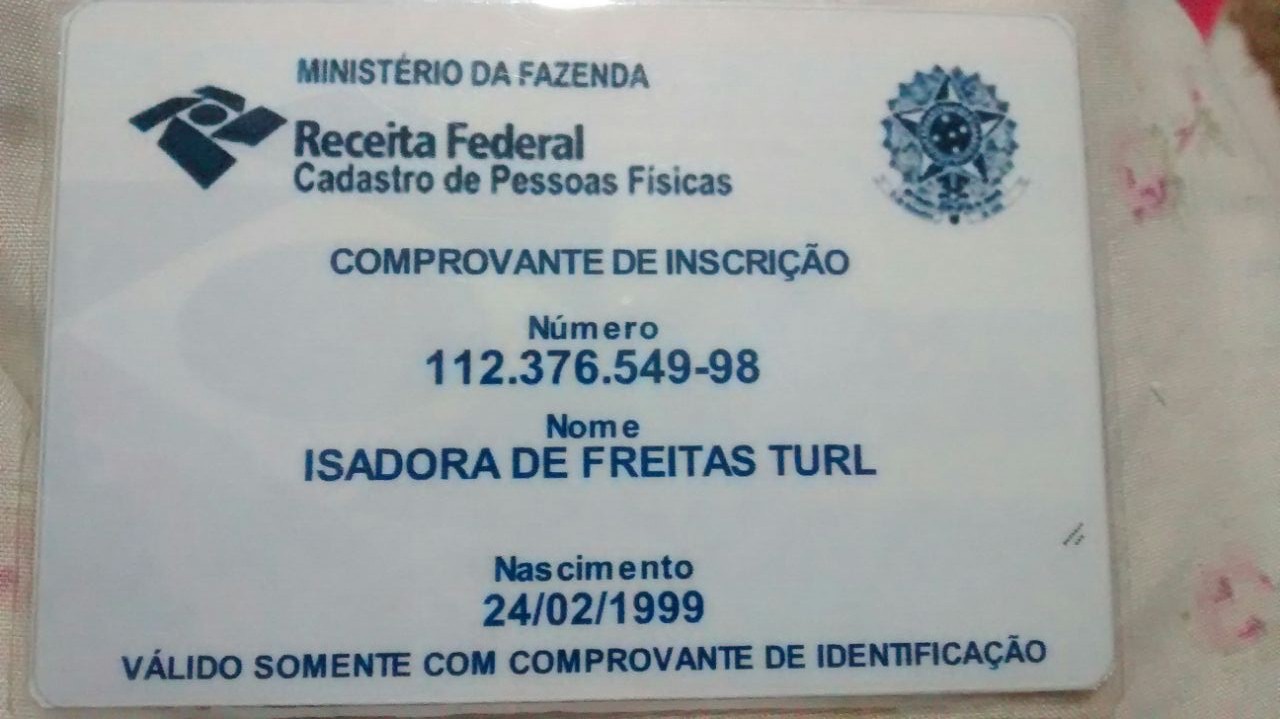 MINISTÉRIO DA FAZENDA
Receita Federal
Cadastro de Pessoas Físicas
COMPROVANTE DE INSCRIÇÃO
Número
112.376.549-98
Nome
ISADORA DE FREITAS TURL
Nascimento
24/02/1999
VÁLIDO SOMENTE COM COMPROVANTE DE IDENTIFICAÇÃO